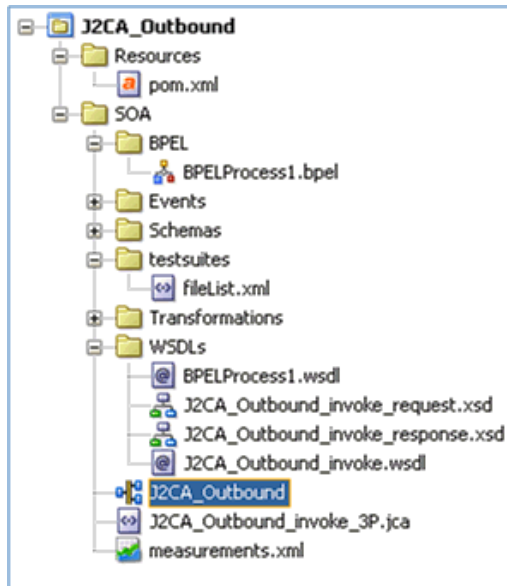 J2CA_Outbound
Resources
pom.xml
SOA
BPEL
BPELProcess1.bpel
Events
Schemas
testsuites
fileList.xml
Transformations
WSDLs
BPELProcess1.wsdl
J2CA_Outbound_invoke_request.xsd
J2CA_Outbound_invoke_response.xsd
J2CA_Outbound_invoke.wsdl
J2CA_Outbound
J2CA_Outbound_invoke_3P.jca
measurements.xml